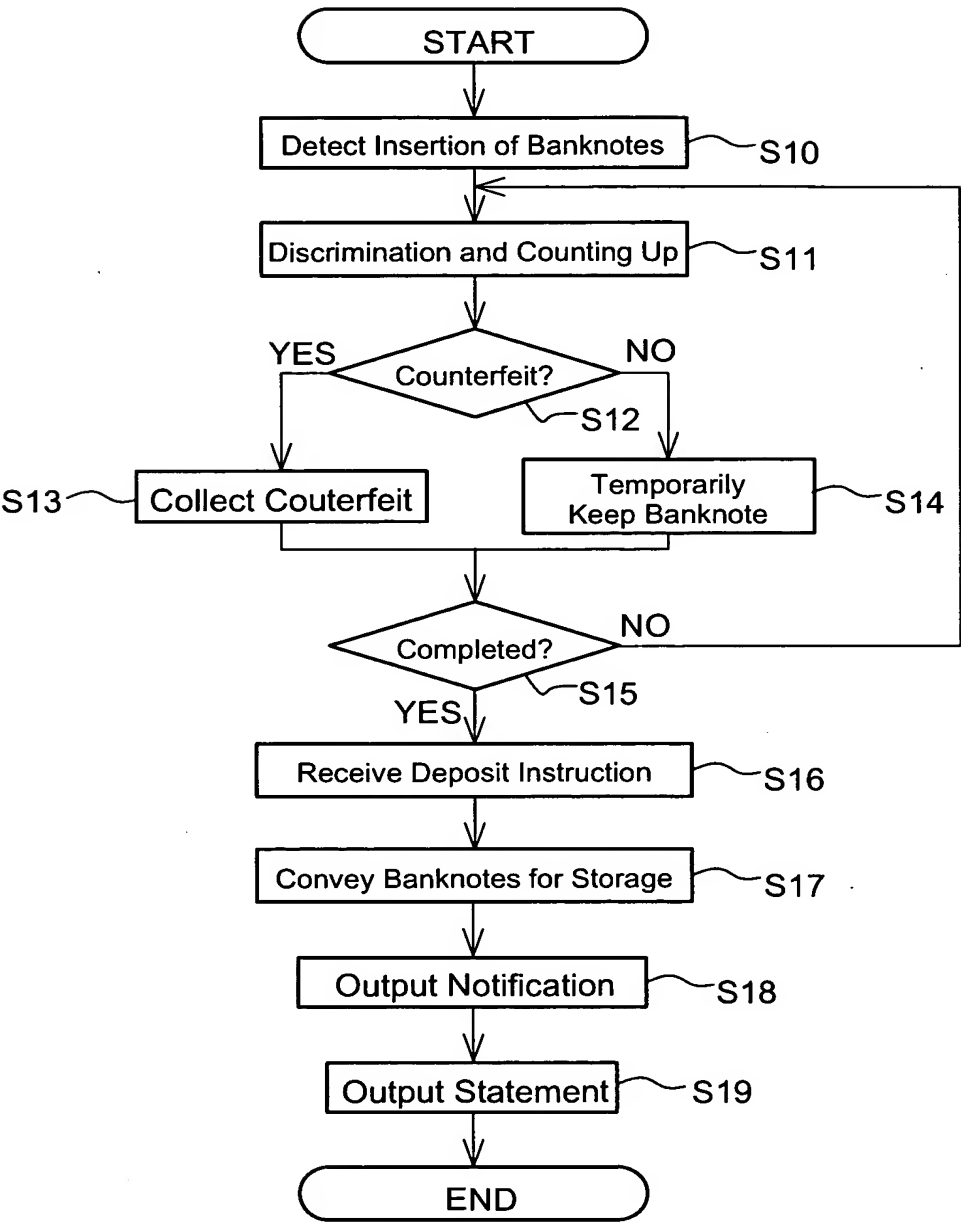 START
Detect Insertion of Banknotes
S10
Discrimination and Counting Up
S11
YES
NO
Counterfeit?
S12
S13
Collect Couterfeit
Temporarily
Keep Banknote
S14
Completed?
NO
S15
YES
Receive Deposit Instruction
S16
Convey Banknotes for Storage
S17
Output Notification
S18
Output Statement
S19
END